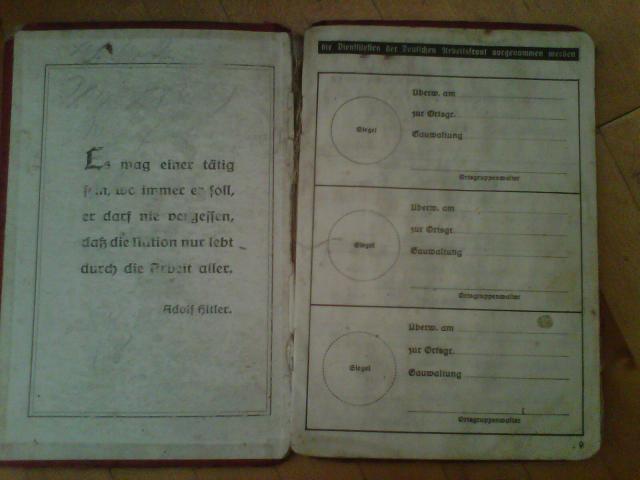 Es mag einer tätig
sein, wo immer er soll,
er darf nie vergessen,
daß die Nation nur lebt
durch die Arbeit aller.
Adolf Hitler.
die Dienststellen der Deutschen Arbeitsfront vorgenommen werden
Siegel
Überw. am
zur Ortsgr.
Gauwaltung
Ortsgruppenwalter
Siegel
Überw. am
zur Ortsgr.
Gauwaltung
Ortsgruppenwalter
Siegel
Überw. am
zur Ortsgr.
Gauwaltung
Ortsgruppenwalter
9